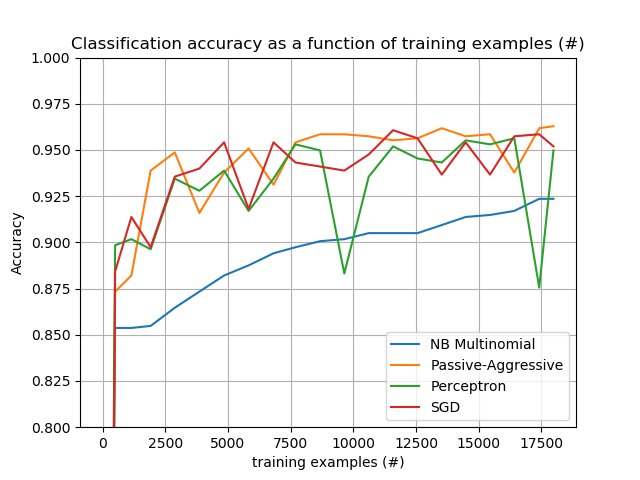 Classification accuracy as a function of training examples (#)
1.000
0.975
0.950
0.925
0.900
0.875
0.850
0.825
0.800
Accuracy
NB Multinomial
Passive-Aggressive
Perceptron
SGD
0 2500 5000 7500 10000 12500 15000 17500
training examples (#)